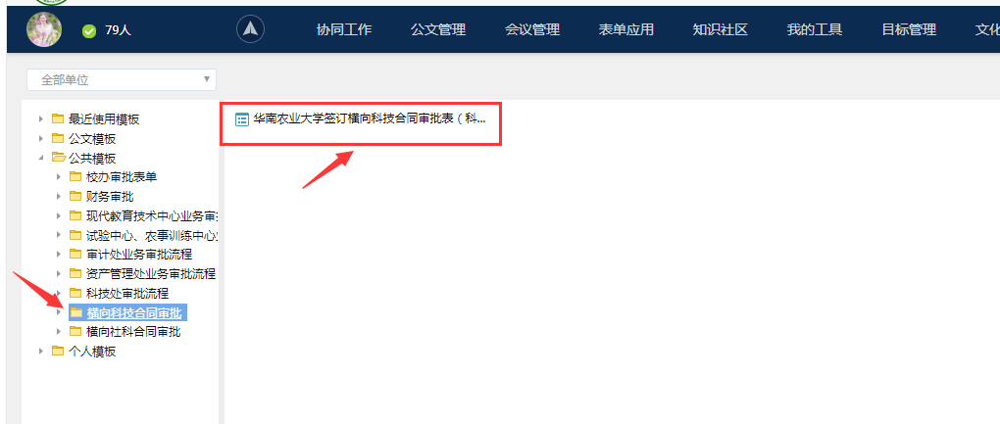 79人
协同工作 公文管理 会议管理 表单应用 知识社区 我的工具 目标管理 文化
全部单位
最近使用模板
公文模板
公共模板
校办审批表单
财务审批
现代教育技术中心业务审
试验中心、农事训练中心
审计处业务审批流程
资产管理处业务审批流程
科技处审批流程
横向科技合同审批
横向社科合同审批
个人模板
华南农业大学签订横向科技合同审批表（科...